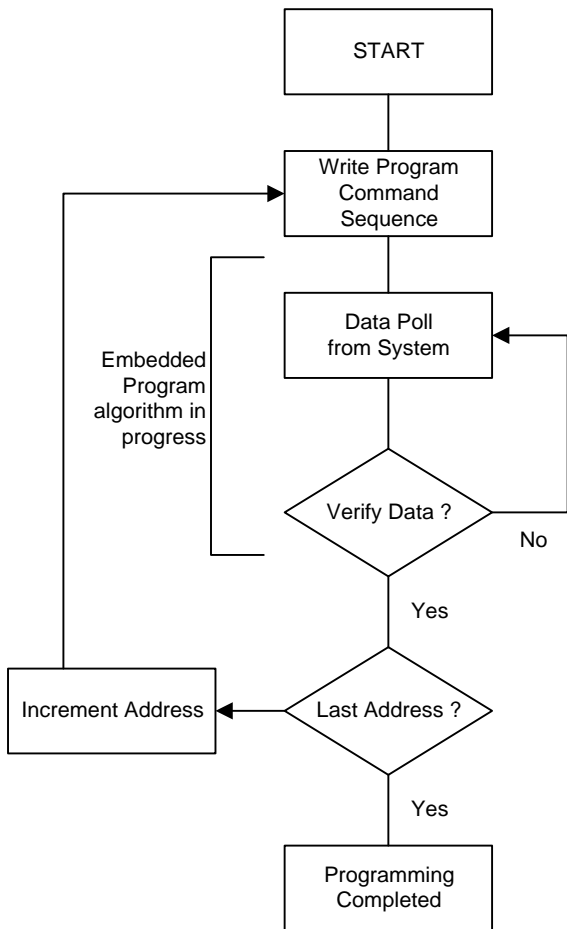 START
Write Program
Command
Sequence
Data Poll
from System
Embedded
Program
algorithm in
progress
Verify Data ?
No
Yes
Increment Address
Last Address ?
Yes
Programming
Completed